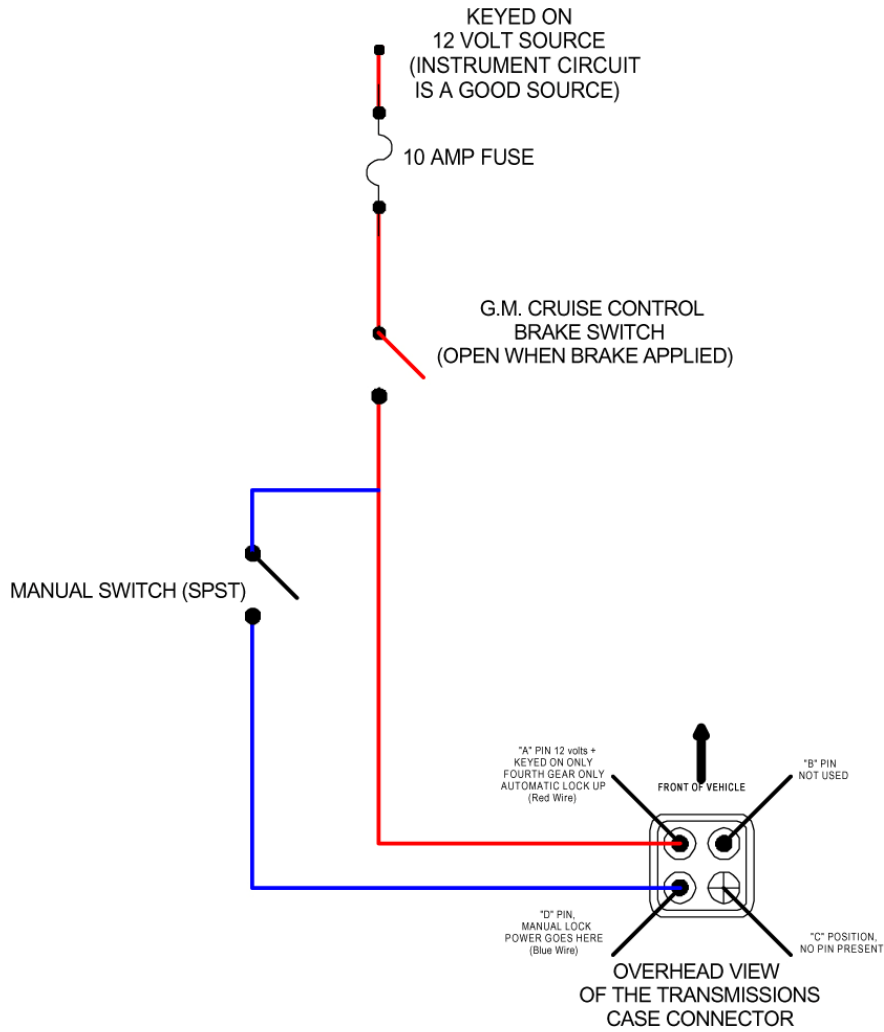 KEYED ON
12 VOLT SOURCE
(INSTRUMENT CIRCUIT
IS A GOOD SOURCE)
10 AMP FUSE
G.M. CRUISE CONTROL
BRAKE SWITCH
(OPEN WHEN BRAKE APPLIED)
MANUAL SWITCH (SPST)
"A" PIN 12 volts +
KEYED ON ONLY
FOURTH GEAR ONLY
AUTOMATIC LOCK UP
(Red Wire)
FRONT OF VEHICLE
"B" PIN
NOT USED
"D" PIN,
MANUAL LOCK
POWER GOES HERE
(Blue Wire)
"C" POSITION,
NO PIN PRESENT
OVERHEAD VIEW
OF THE TRANSMISSIONS
CASE CONNECTOR